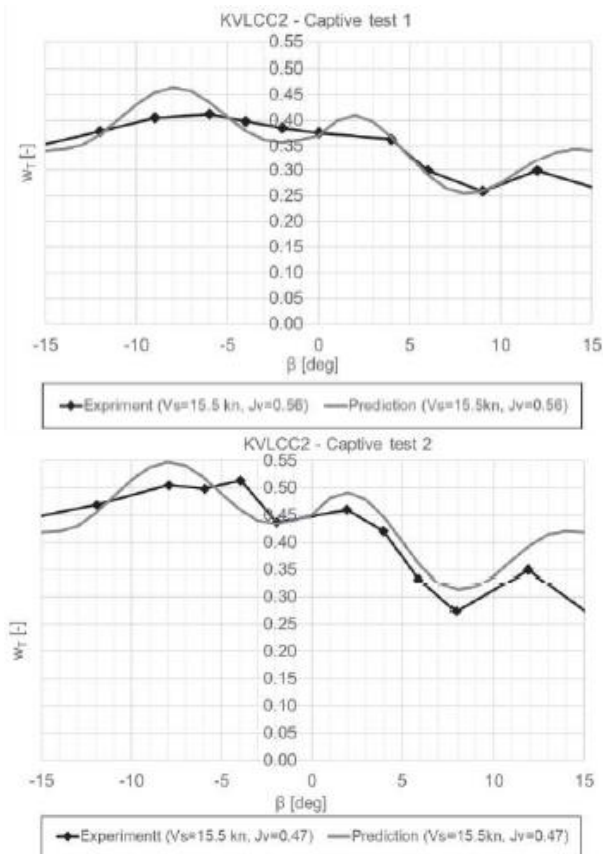 KVLCC2 - Captive test 1
0.55
0.50
0.45
0.40
0.35
0.30
0.25
0.20
0.15
0.10
0.05
0.00
wT [-]
-15 -10 -5 0 5 10 15
β [deg]
Expriment (Vs=15.5 kn, Jv=0.56) Prediction (Vs=15.5kn, Jv=0.56)
KVLCC2 - Captive test 2
0.55
0.50
0.45
0.40
0.35
0.30
0.25
0.20
0.15
0.10
0.05
0.00
wT [-]
-15 -10 -5 0 5 10 15
β [deg]
Experimentt (Vs=15.5 kn, Jv=0.47) Prediction (Vs=15.5kn, Jv=0.47)